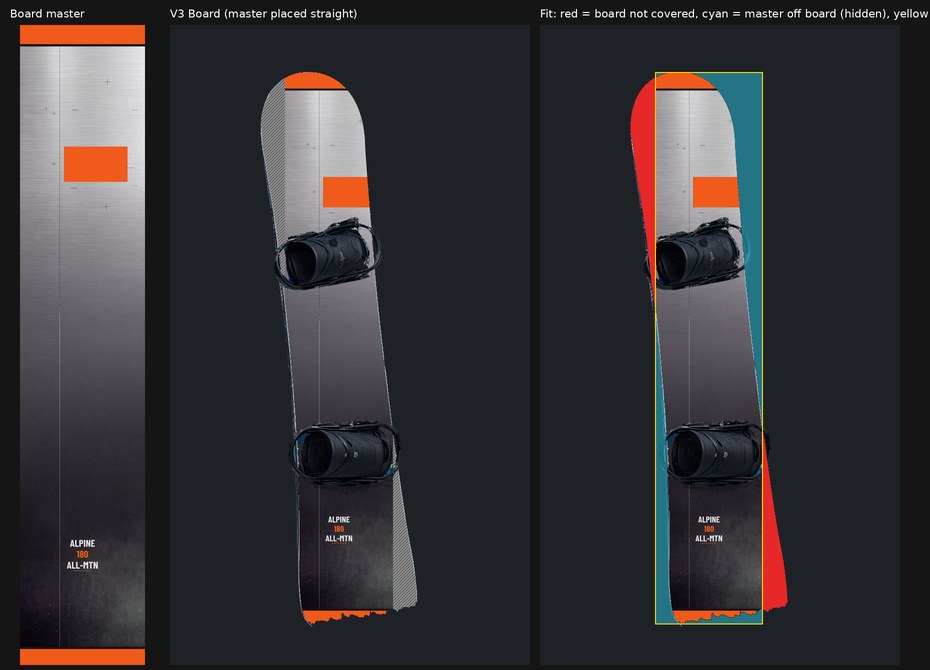 Board master
V3 Board (master placed straight)
Fit: red = board not covered, cyan = master off board (hidden), yellow
ALPINE
180
ALL-MTN
ALPINE
180
ALL-MTN
ALPINE
180
ALL-MTN